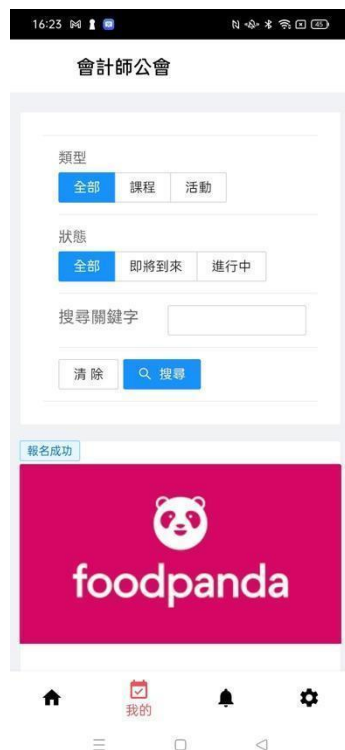 16:23
45
會計師公會
類型
全部 課程 活動
狀態
全部 即將到來 進行中
搜尋關鍵字
清除 搜尋
報名成功
foodpanda
我的